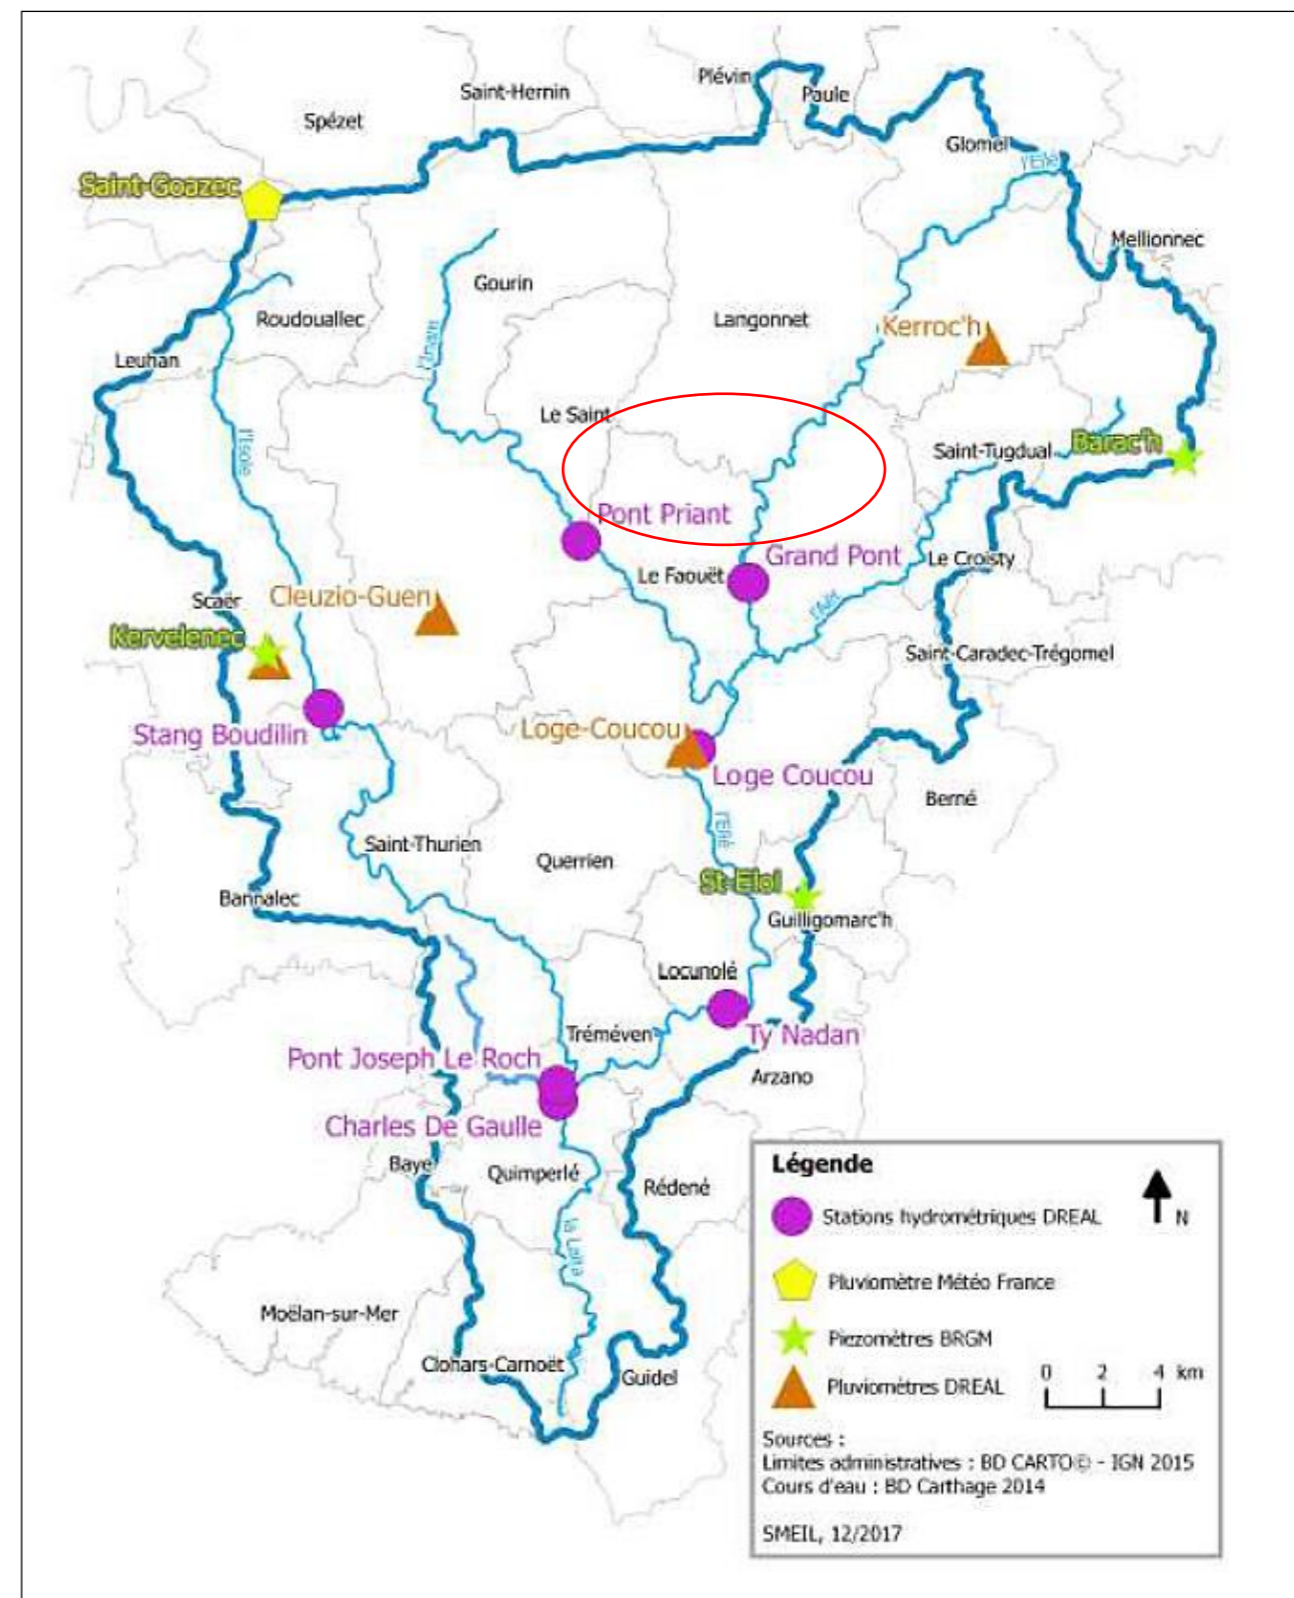 Plévin
Saint-Hernin
Paule
Spézet
Glomel
l'Ellé
Saint-Goazec
Mellionnec
Gourin
Roudouallec
Langonnet
Kerroc'h
l'Inam
Leuhan
Le Saint
l'Isole
Saint-Tugdual
Barac'h
Pont Priant
Grand Pont
Le Croisty
Le Faouët
Cleuzio-Guen
Scaër
l'Aër
Kervelenec
Saint-Caradec-Trégomel
Stang Boudilin
Loge-Coucou
Loge Coucou
Berné
l'Ellé
Saint-Thurien
Querrien
St-Eloi
Bannalec
Guilligomarc'h
Locunolé
Tréméven
Ty Nadan
Pont Joseph Le Roch
Arzano
Charles De Gaulle
Baye
Quimperlé
Rédené
la Laïta
Moëlan-sur-Mer
Clohars-Carnoët
Guidel
Légende
Stations hydrométriques DREAL
N
Pluviomètre Météo France
Piezomètres BRGM
0 2 4 km
Pluviomètres DREAL
Sources :
Limites administratives : BD CARTO© - IGN 2015
Cours d'eau : BD Carthage 2014
SMEIL, 12/2017